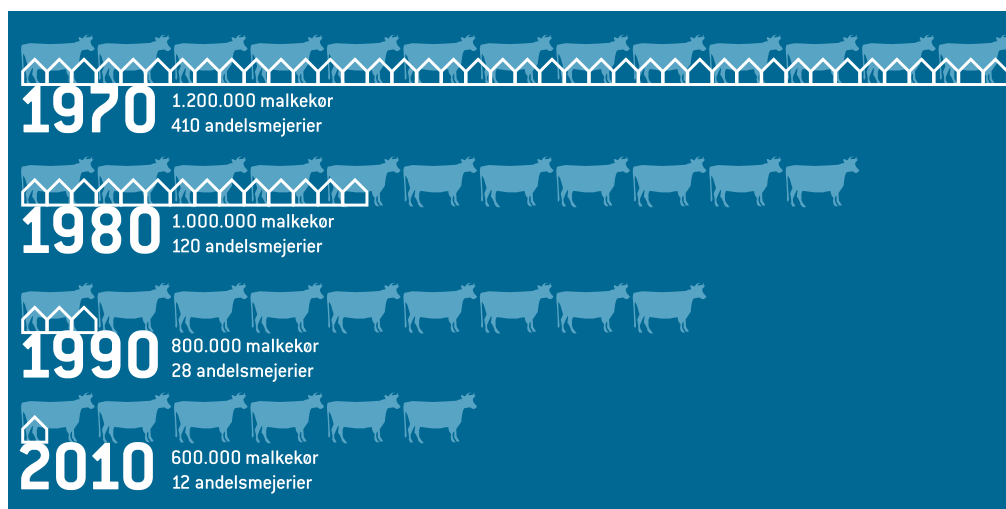 1970
1.200.000 malkekør
410 andelsmejerier
1980
1.000.000 malkekør
120 andelsmejerier
1990
800.000 malkekør
28 andelsmejerier
2010
600.000 malkekør
12 andelsmejerier